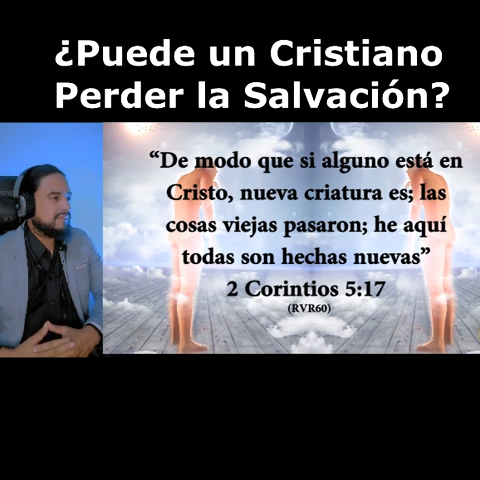 ¿Puede un Cristiano
Perder la Salvación?
“De modo que si alguno está en
Cristo, nueva criatura es; las
cosas viejas pasaron; he aquí
todas son hechas nuevas”
2 Corintios 5:17
(RVR60)